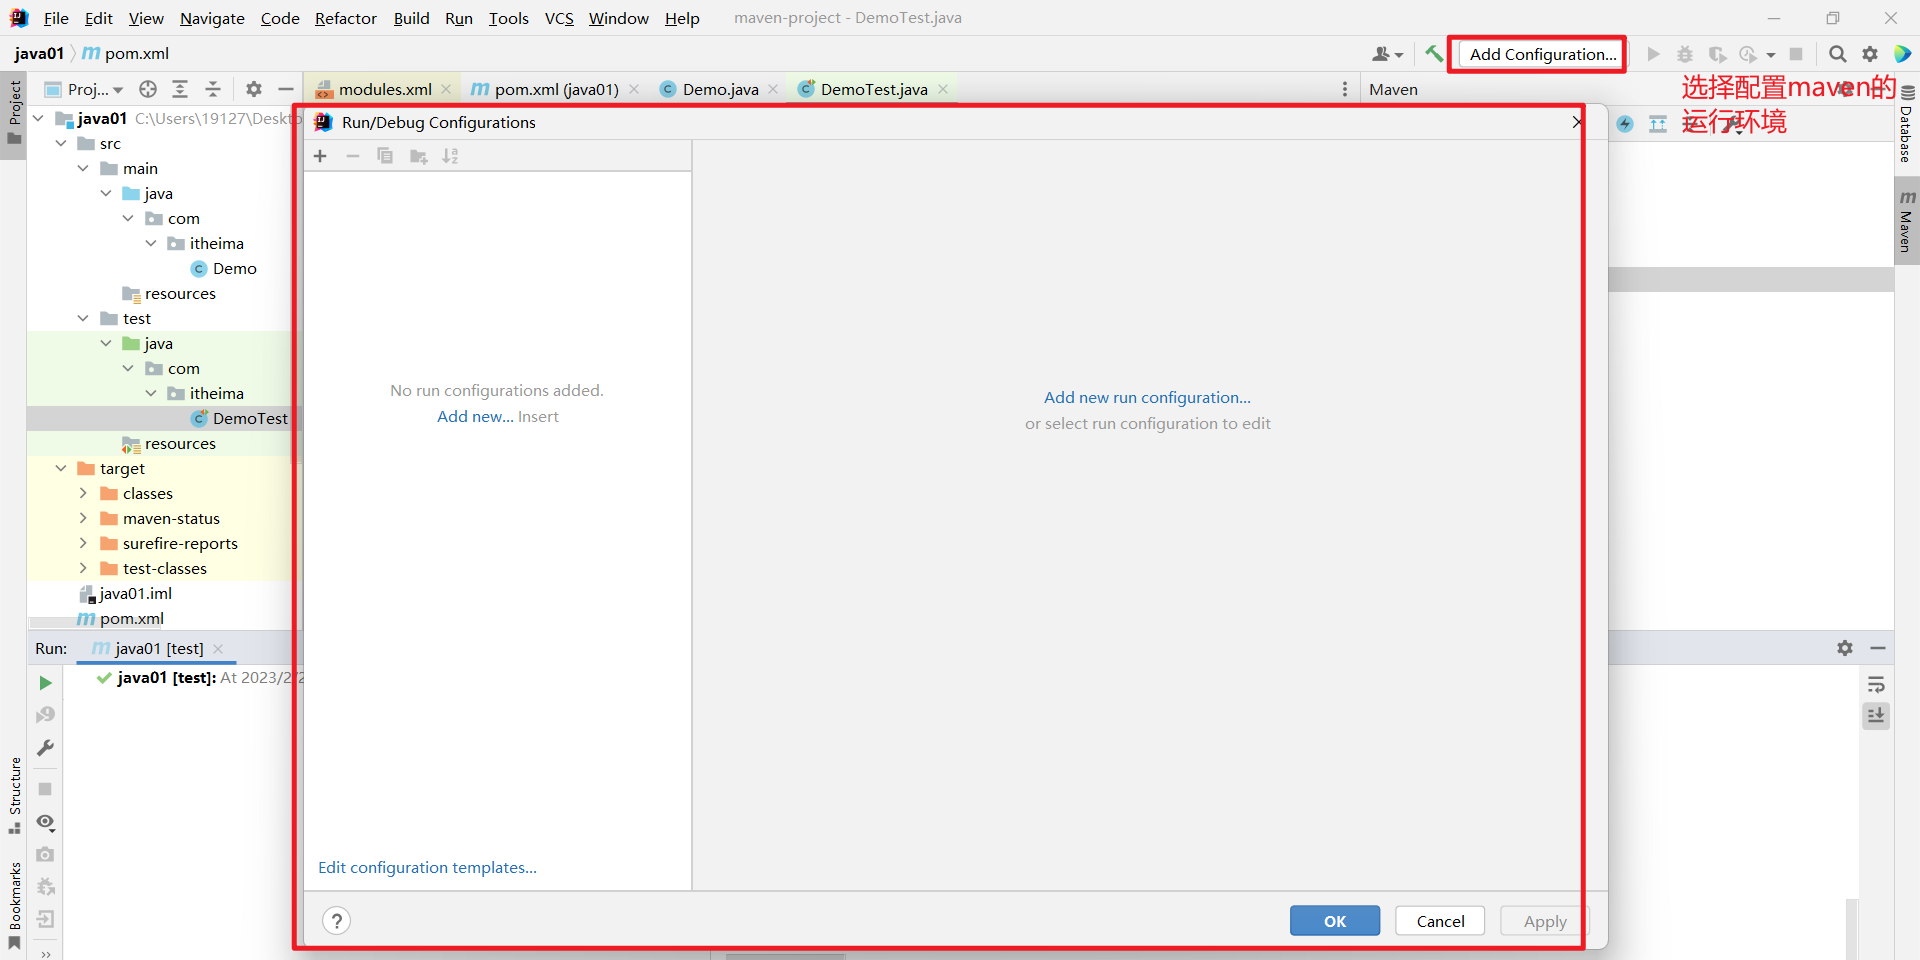 File Edit View Navigate Code Refactor Build Run Tools VCS Window Help maven-project - DemoTest.java
java01 pom.xml Add Configuration...
选择配置maven的
运行环境
Project
Proj...
modules.xml pom.xml (java01) Demo.java DemoTest.java Maven
java01 C:\Users\19127\Deskto
src
main
java
com
itheima
Demo
resources
test
java
com
itheima
DemoTest
resources
target
classes
maven-status
surefire-reports
test-classes
java01.iml
pom.xml
Run/Debug Configurations
No run configurations added.
Add new... Insert
Add new run configuration...
or select run configuration to edit
Edit configuration templates...
?
OK Cancel Apply
Database
Maven
Run: java01 [test]
java01 [test]: At 2023/2/2
Structure
Bookmarks